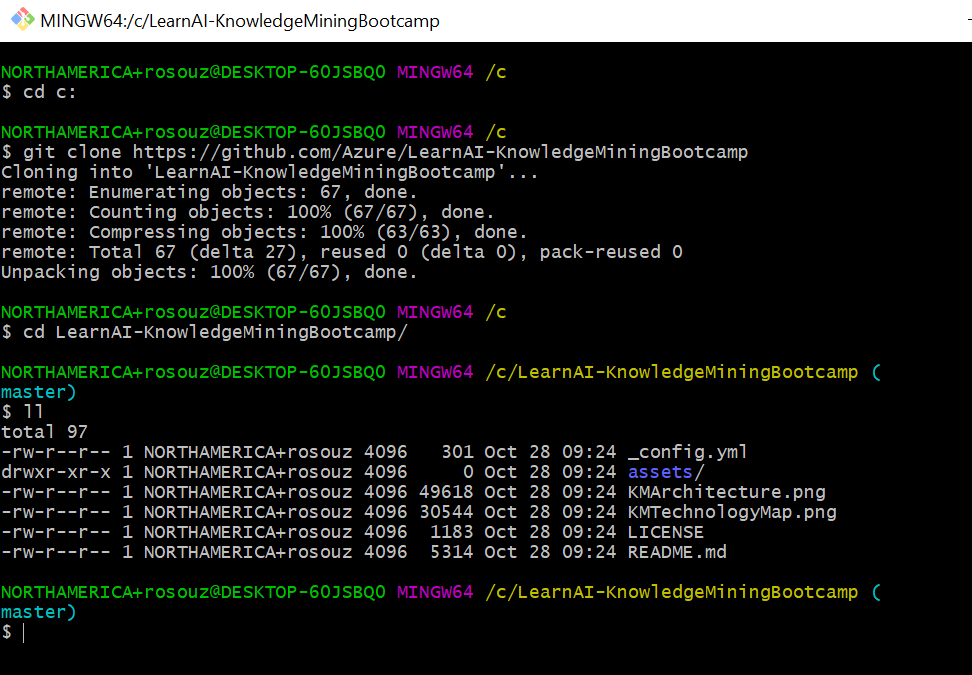 MINGW64:/c/LearnAI-KnowledgeMiningBootcamp
NORTHAMERICA+rosouz@DESKTOP-6OJSBQO MINGW64 /c
$ cd c:
NORTHAMERICA+rosouz@DESKTOP-6OJSBQO MINGW64 /c
$ git clone https://github.com/Azure/LearnAI-KnowledgeMiningBootcamp
Cloning into 'LearnAI-KnowledgeMiningBootcamp'...
remote: Enumerating objects: 67, done.
remote: Counting objects: 100% (67/67), done.
remote: Compressing objects: 100% (63/63), done.
remote: Total 67 (delta 27), reused 0 (delta 0), pack-reused 0
Unpacking objects: 100% (67/67), done.
NORTHAMERICA+rosouz@DESKTOP-6OJSBQO MINGW64 /c
$ cd LearnAI-KnowledgeMiningBootcamp/
NORTHAMERICA+rosouz@DESKTOP-6OJSBQO MINGW64 /c/LearnAI-KnowledgeMiningBootcamp (
master)
$ ll
total 97
-rw-r--r-- 1 NORTHAMERICA+rosouz 4096   301 Oct 28 09:24 _config.yml
drwxr-xr-x 1 NORTHAMERICA+rosouz 4096     0 Oct 28 09:24 assets/
-rw-r--r-- 1 NORTHAMERICA+rosouz 4096 49618 Oct 28 09:24 KMArchitecture.png
-rw-r--r-- 1 NORTHAMERICA+rosouz 4096 30544 Oct 28 09:24 KMTechnologyMap.png
-rw-r--r-- 1 NORTHAMERICA+rosouz 4096  1183 Oct 28 09:24 LICENSE
-rw-r--r-- 1 NORTHAMERICA+rosouz 4096  5314 Oct 28 09:24 README.md
NORTHAMERICA+rosouz@DESKTOP-6OJSBQO MINGW64 /c/LearnAI-KnowledgeMiningBootcamp (
master)
$